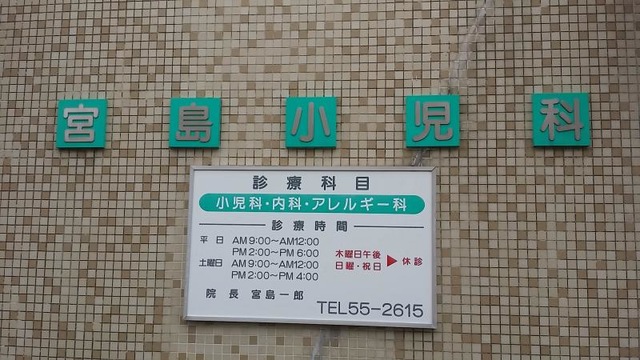 宮島小児科
診療科目
小児科・内科・アレルギー科
診療時間
平日 AM9:00～AM12:00
PM2:00～PM6:00
土曜日 AM9:00～AM12:00
PM2:00～PM4:00
木曜日午後
日曜・祝日 ▶ 休診
院長 宮島一郎
TEL55-2615